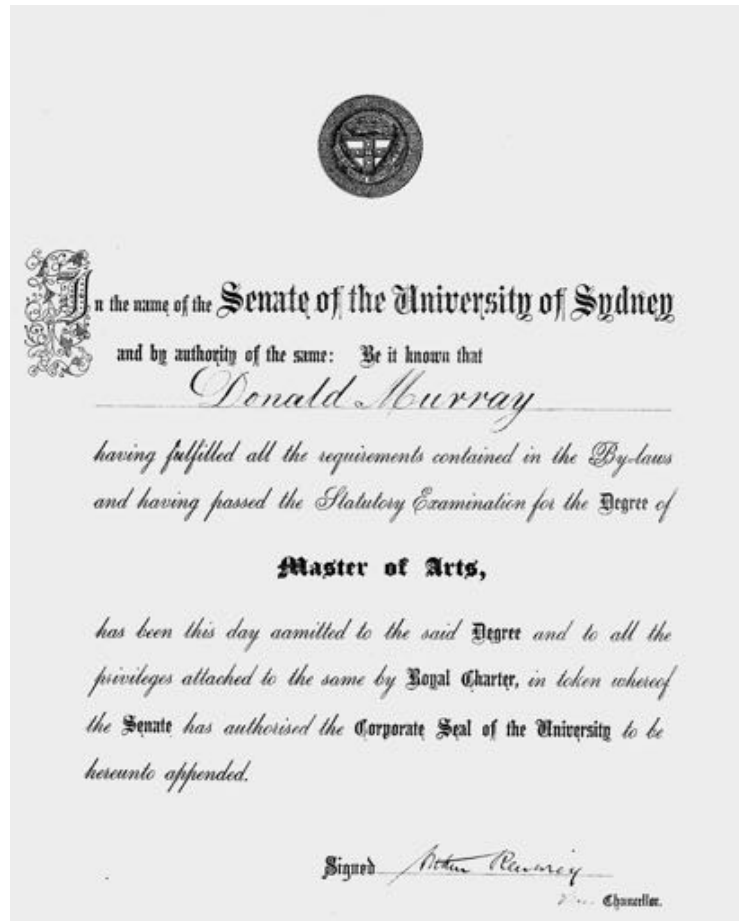 In the name of the Senate of the University of Sydney
and by authority of the same: Be it known that
Donald Murray
having fulfilled all the requirements contained in the By-laws
and having passed the Statutory Examination for the Degree of
Master of Arts,
has been this day aamitted to the said Degree and to all the
privileges attached to the same by Royal Charter, in token whereof
the Senate has authorised the Corporate Seal of the University to be
hereunto appended.
Signed
Chancellor.